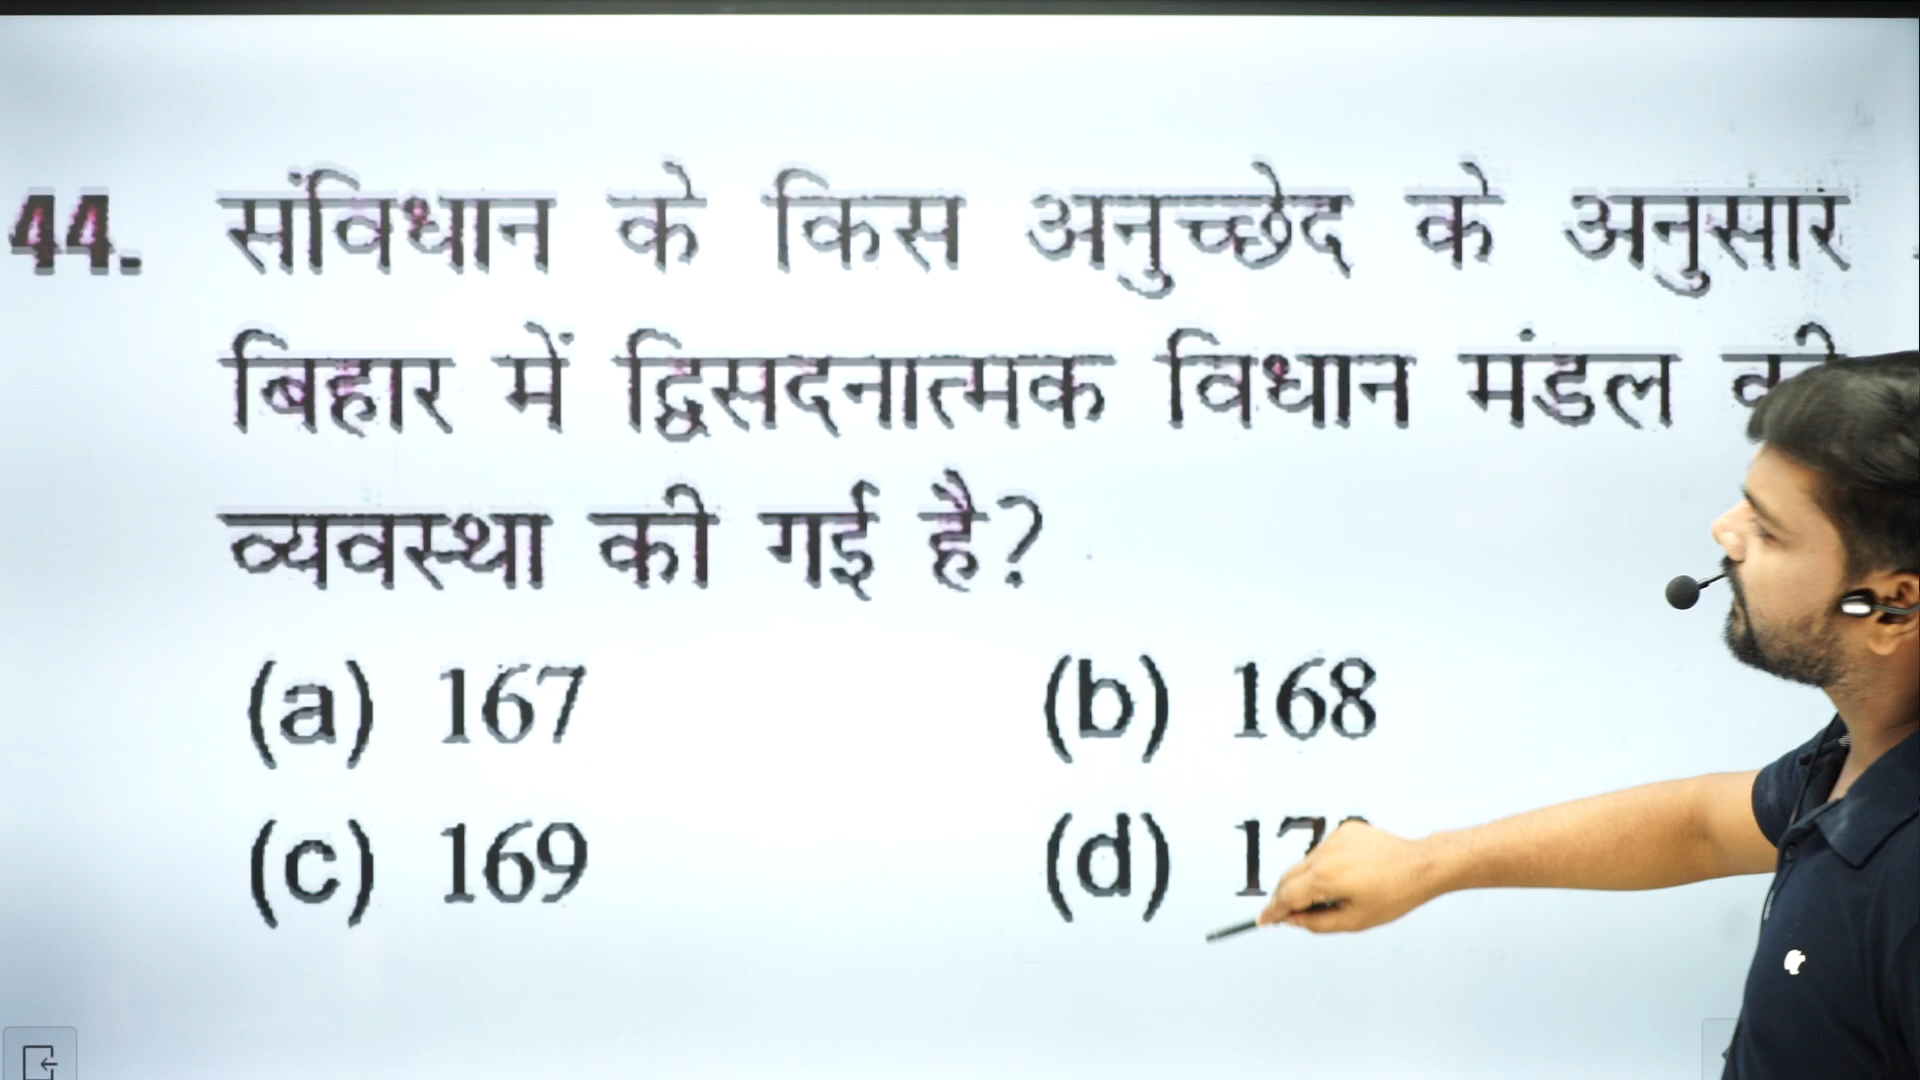 44. संविधान के किस अनुच्छेद के अनुसार
बिहार में द्विसदनात्मक विधान मंडल
व्यवस्था की गई है?
(a) 167 (b) 168
(c) 169 (d)